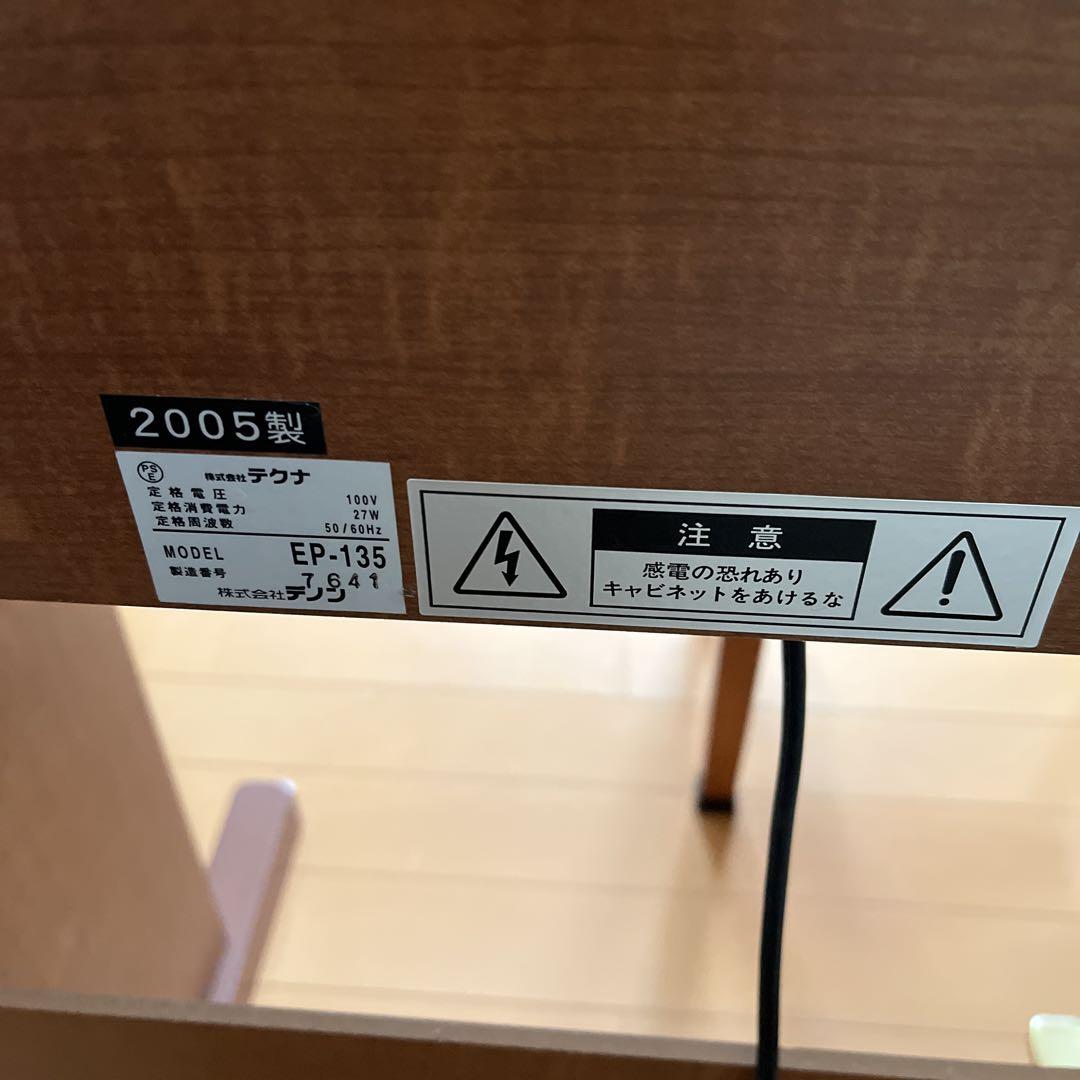 2005製
PSE
株式会社テクナ
定格電圧 100V
定格消費電力 27W
定格周波数 50/60Hz
MODEL EP-135
製造番号 7641
株式会社テノン
注意
感電の恐れあり
キャビネットをあけるな